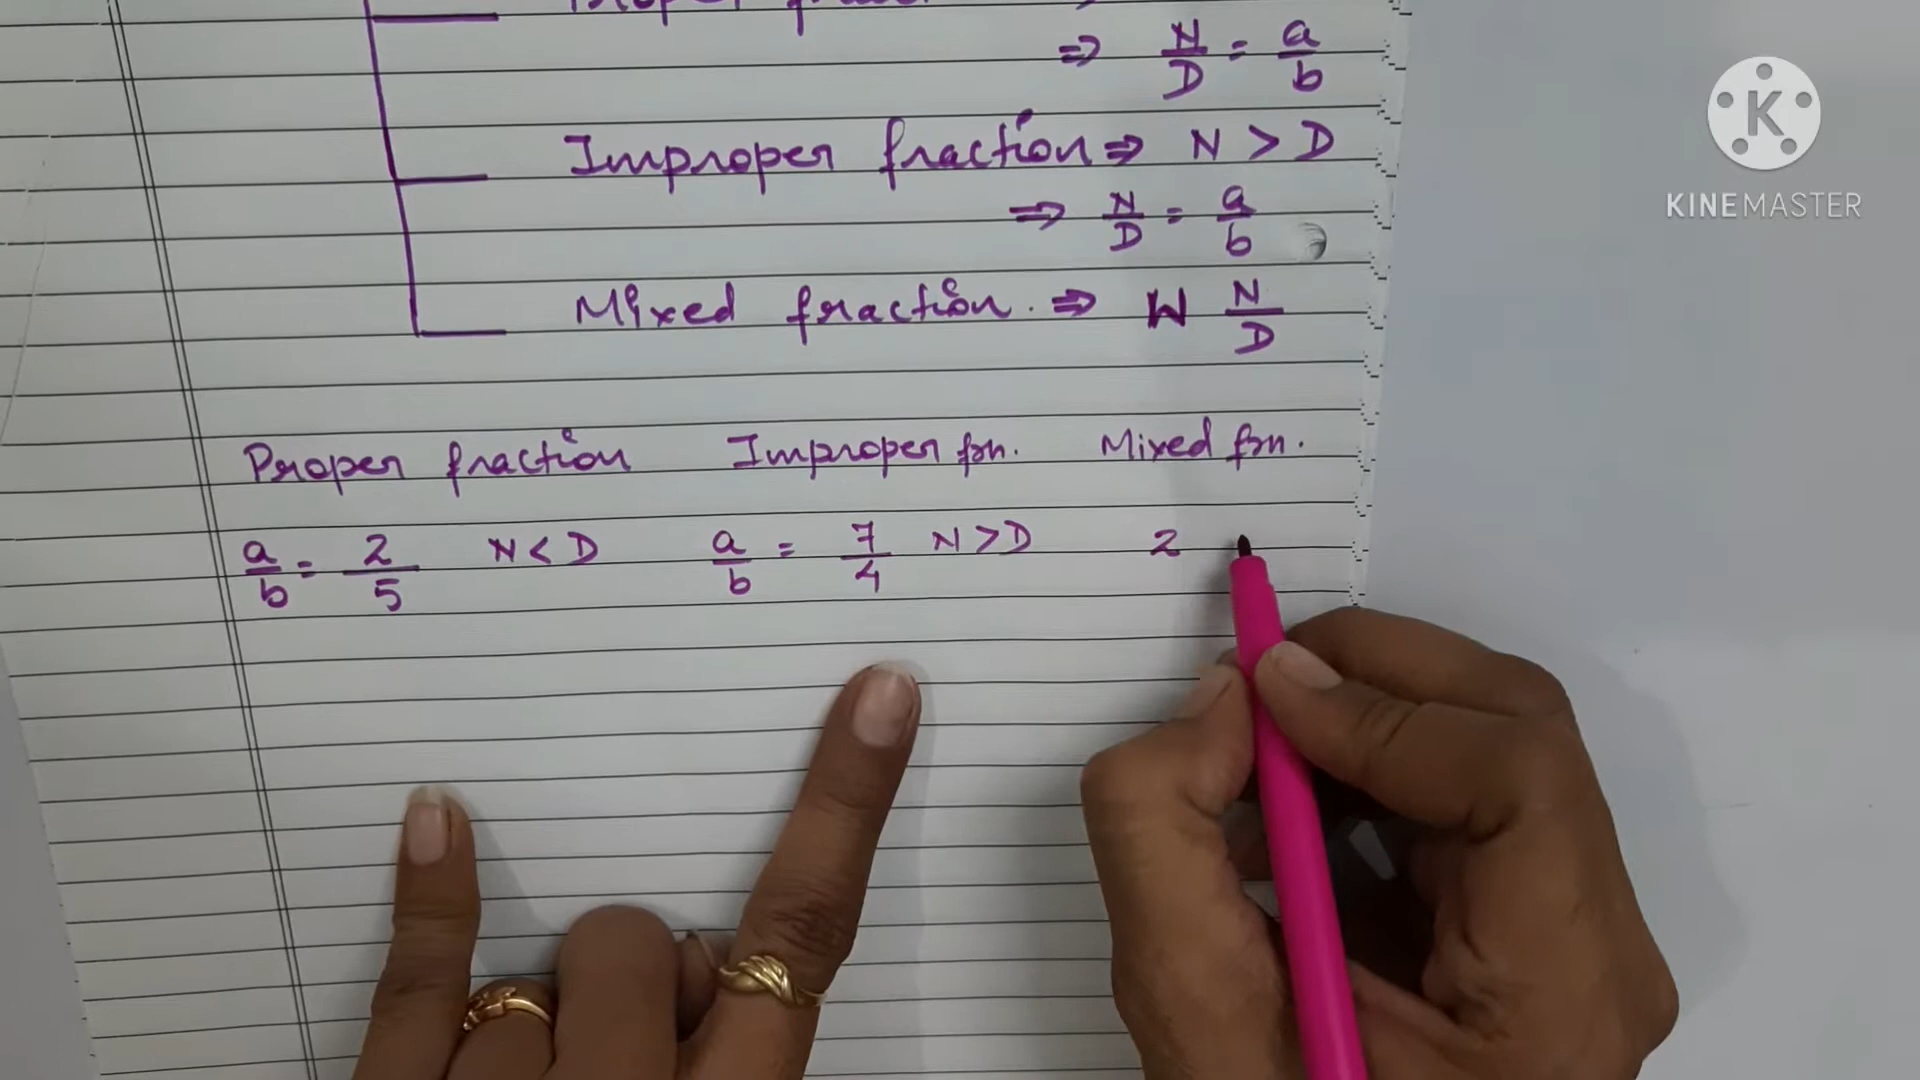 ⇒ N/D = a/b
Improper fraction ⇒ N > D
⇒ N/D = a/b
Mixed fraction. ⇒ W N/D
Proper fraction Improper frn. Mixed frn.
a/b = 2/5 N < D a/b = 7/4 N > D 2
K
KINEMASTER